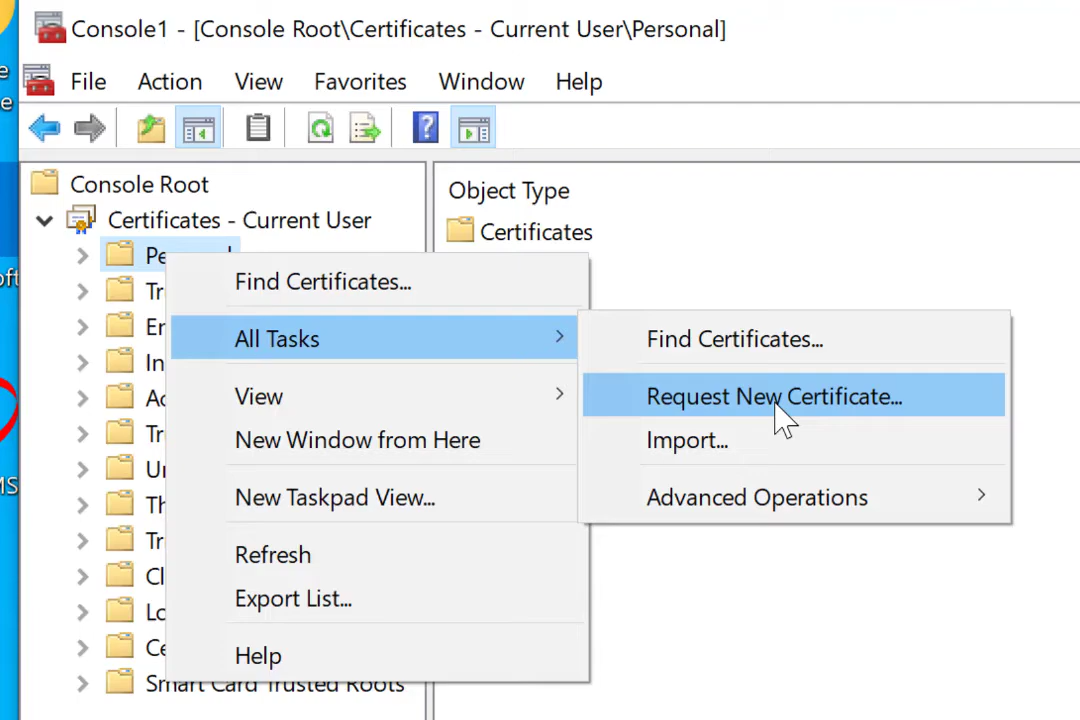 Console1 - [Console Root\Certificates - Current User\Personal]
File Action View Favorites Window Help
Console Root
Certificates - Current User
Object Type
Certificates
Find Certificates...
All Tasks
View
New Window from Here
New Taskpad View...
Refresh
Export List...
Help
Find Certificates...
Request New Certificate...
Import...
Advanced Operations
Smart Card Trusted Roots